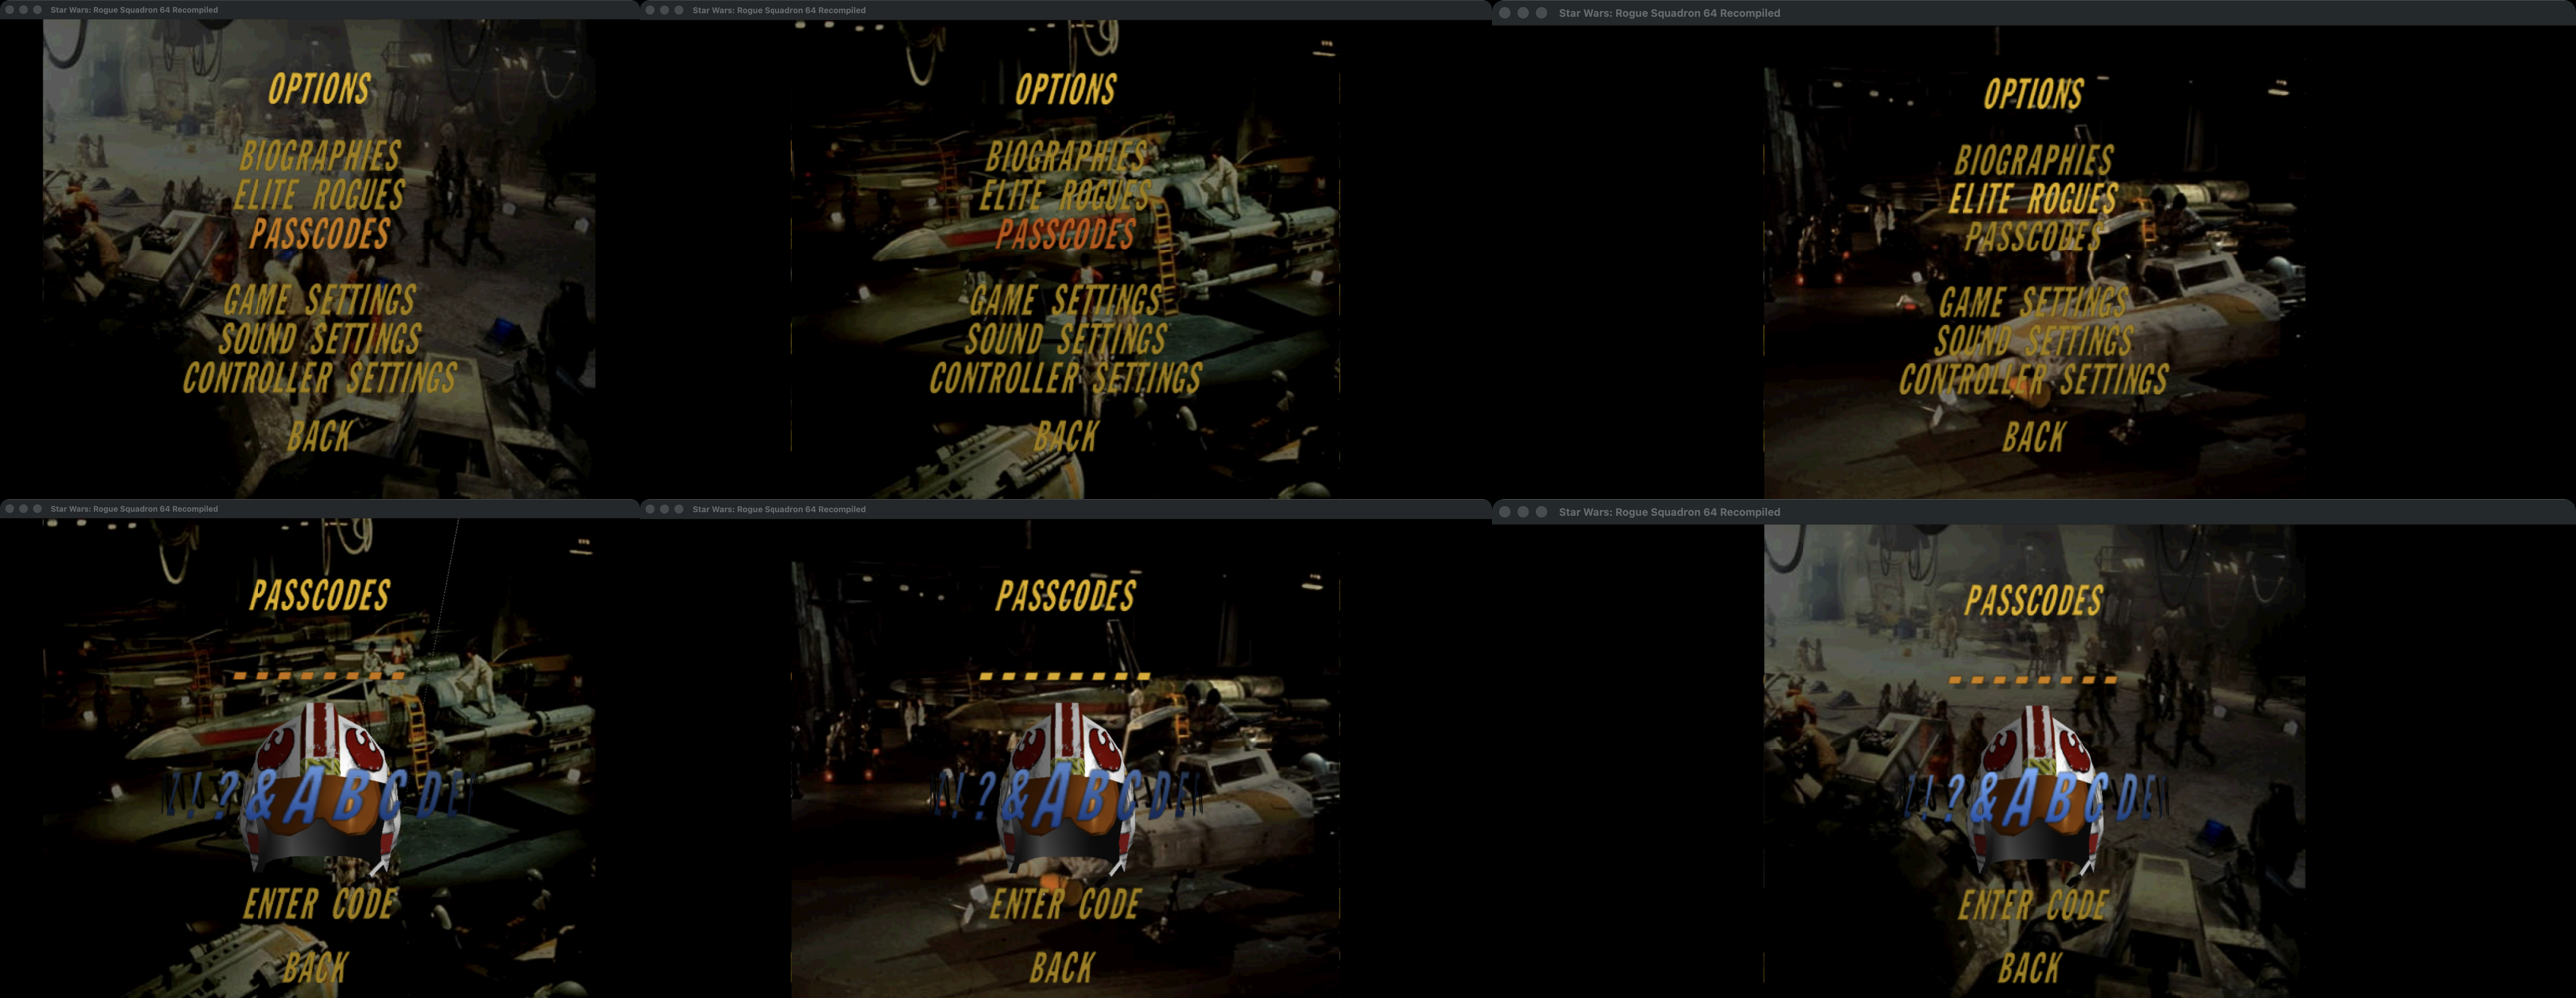 Star Wars: Rogue Squadron 64 Recompiled
OPTIONS
BIOGRAPHIES
ELITE ROGUES
PASSCODES
GAME SETTINGS
SOUND SETTINGS
CONTROLLER SETTINGS
BACK
Star Wars: Rogue Squadron 64 Recompiled
OPTIONS
BIOGRAPHIES
ELITE ROGUES
PASSCODES
GAME SETTINGS
SOUND SETTINGS
CONTROLLER SETTINGS
BACK
Star Wars: Rogue Squadron 64 Recompiled
OPTIONS
BIOGRAPHIES
ELITE ROGUES
PASSCODES
GAME SETTINGS
SOUND SETTINGS
CONTROLLER SETTINGS
BACK
Star Wars: Rogue Squadron 64 Recompiled
PASSCODES
! ? & A B C D E
ENTER CODE
BACK
Star Wars: Rogue Squadron 64 Recompiled
PASSCODES
! ? & A B C D E
ENTER CODE
BACK
Star Wars: Rogue Squadron 64 Recompiled
PASSCODES
! ? & A B C D E
ENTER CODE
BACK